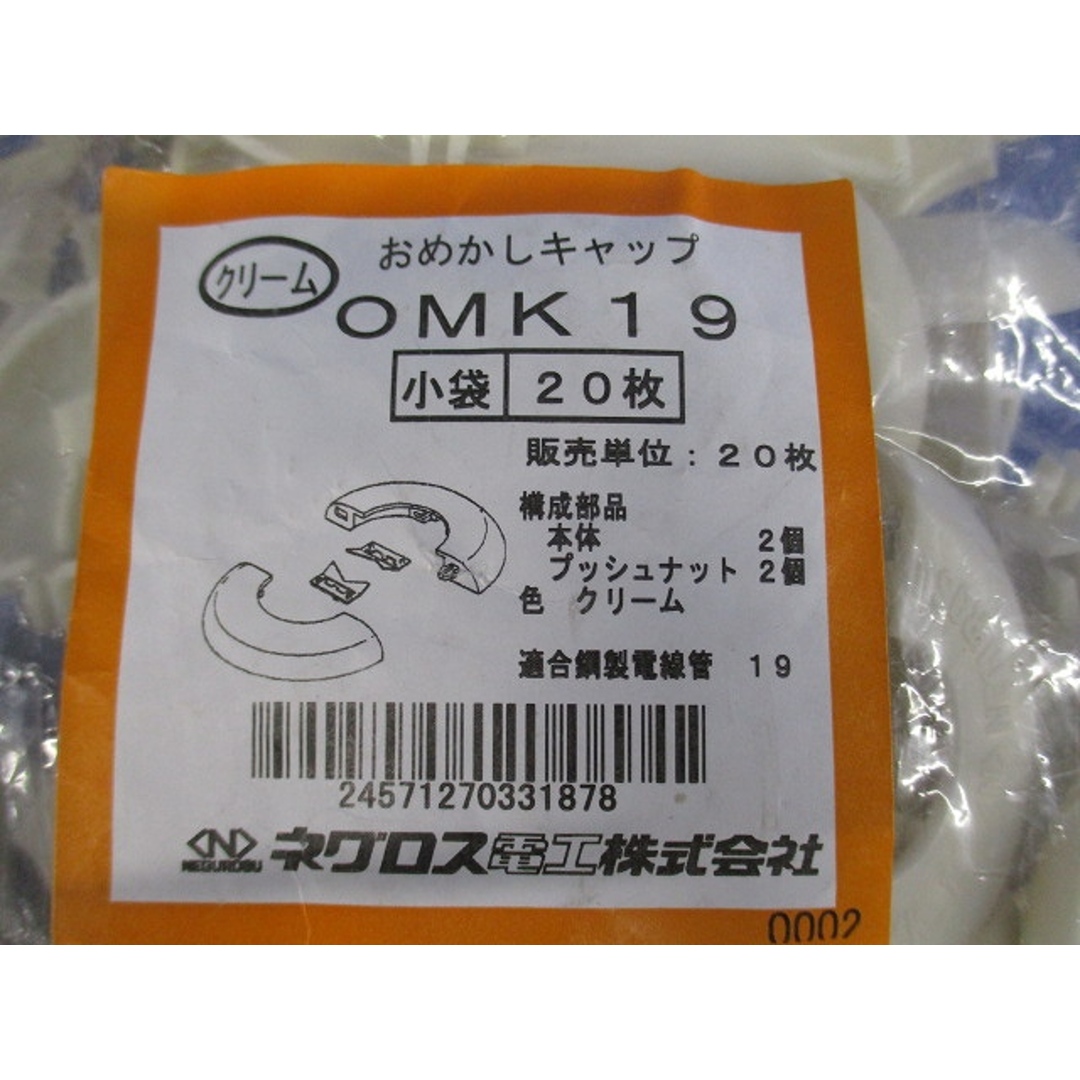 クリーム
おめかしキャップ
OMK19
小袋 20枚
販売単位：20枚
構成部品
本体 2個
プッシュナット 2個
色 クリーム
適合鋼製電線管 19
24571270331878
NEGUROSU ネグロス電工株式会社
0002